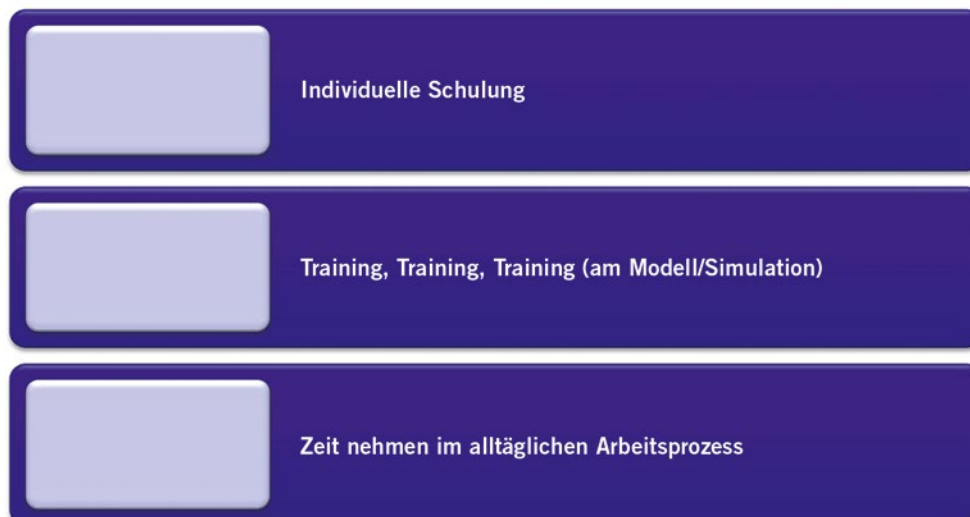 Individuelle Schulung
Training, Training, Training (am Modell/Simulation)
Zeit nehmen im alltäglichen Arbeitsprozess